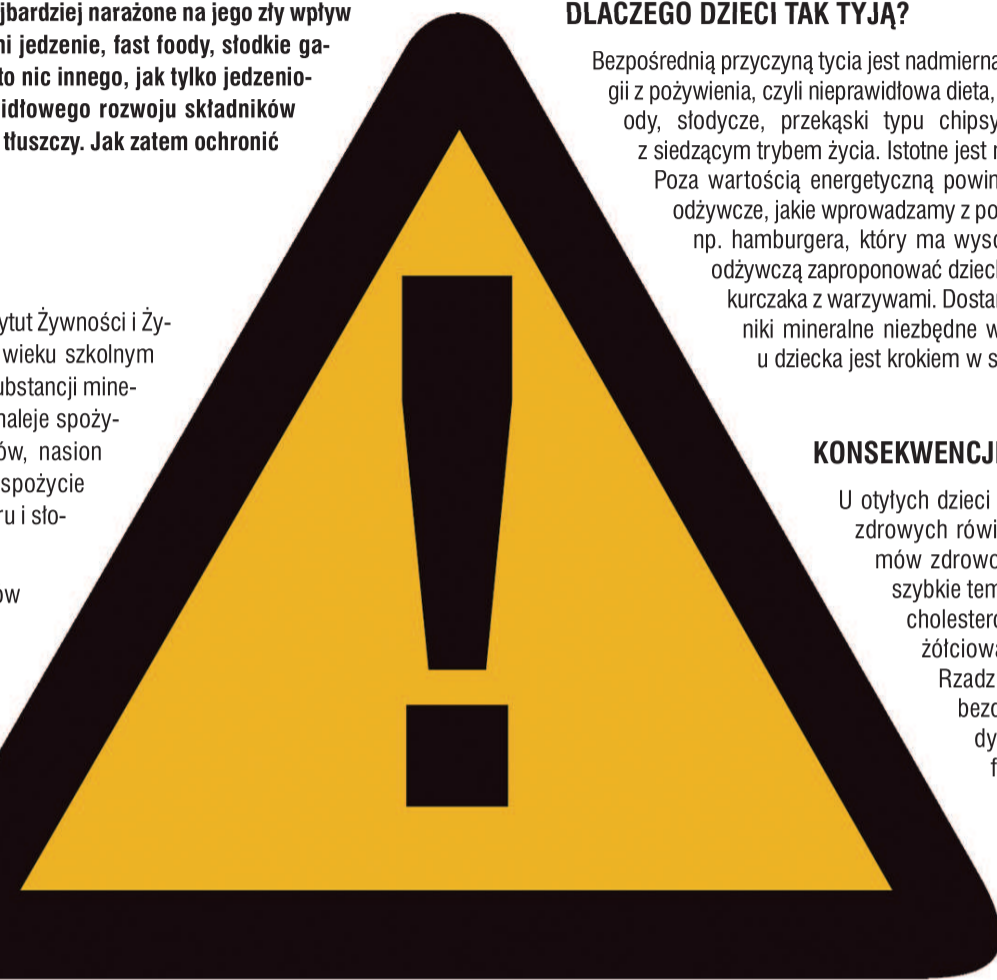 jbardziej narażone na jego zły wpływ
ni jedzenie, fast foody, słodkie ga-
to nic innego, jak tylko jedzenio-
idłowego rozwoju składników
tłuszczy. Jak zatem ochronić
ytut Żywności i Ży-
wieku szkolnym
ubstancji mine-
naleje spoży-
ów, nasion
spożycie
ru i sło-
ow
DLACZEGO DZIECI TAK TYJĄ?
Bezpośrednią przyczyną tycia jest nadmierna
gii z pożywienia, czyli nieprawidłowa dieta,
ody, słodycze, przekąski typu chipsy
z siedzącym trybem życia. Istotne jest
Poza wartością energetyczną powin
odżywcze, jakie wprowadzamy z po
np. hamburgera, który ma wyso
odżywczą zaproponować dzieck
kurczaka z warzywami. Dostar
niki mineralne niezbędne w
u dziecka jest krokiem w s
KONSEKWENCJE
U otyłych dzieci
zdrowych rówi
mów zdrowo
szybkie tem
cholestero
żółciowa
Rzadz
bezd
dy
f
!